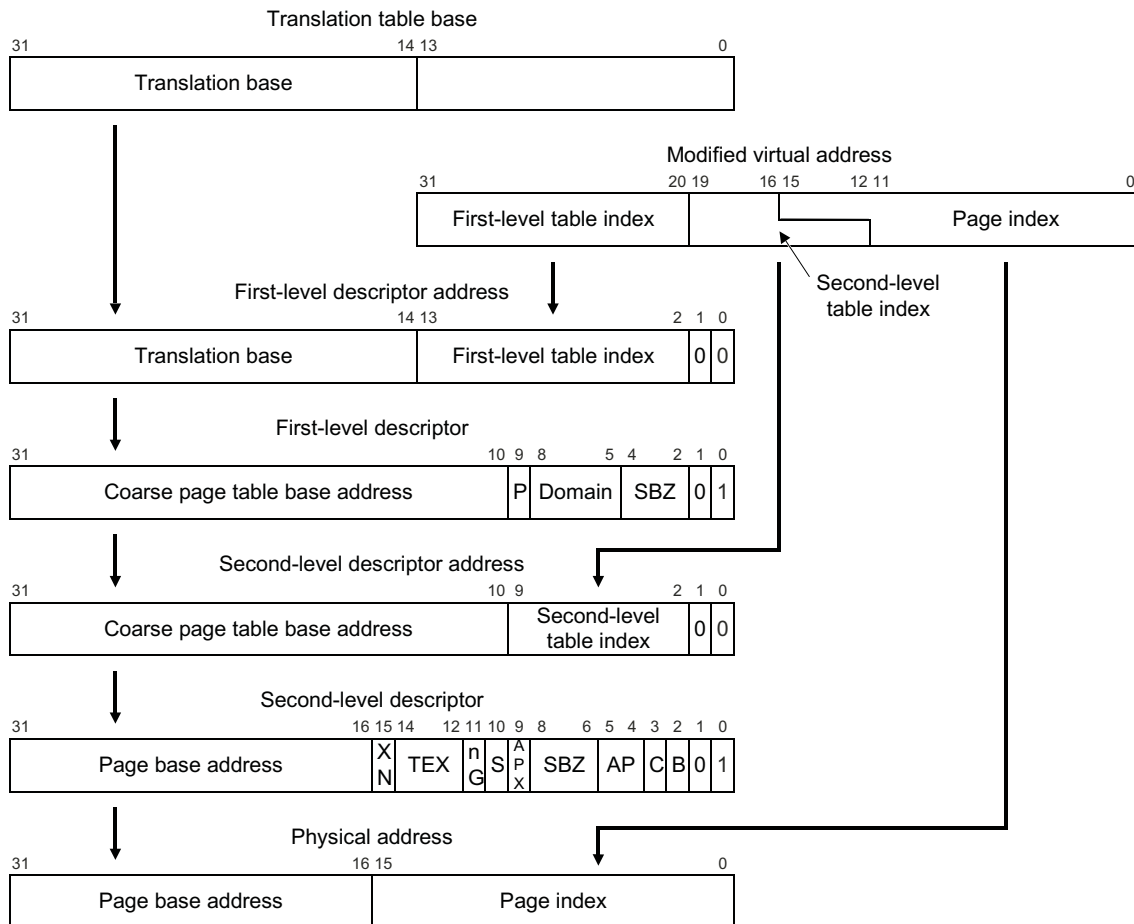 Translation table base
31 14 13 0
Translation base
Modified virtual address
31 20 19 16 15 12 11 0
First-level table index Page index
Second-level
table index
First-level descriptor address
31 14 13 2 1 0
Translation base First-level table index 0 0
First-level descriptor
31 10 9 8 5 4 2 1 0
Coarse page table base address P Domain SBZ 0 1
Second-level descriptor address
31 10 9 2 1 0
Coarse page table base address Second-level table index 0 0
Second-level descriptor
31 16 15 14 12 11 10 9 8 6 5 4 3 2 1 0
Page base address XN TEX nG S APX SBZ AP C B 0 1
Physical address
31 16 15 0
Page base address Page index